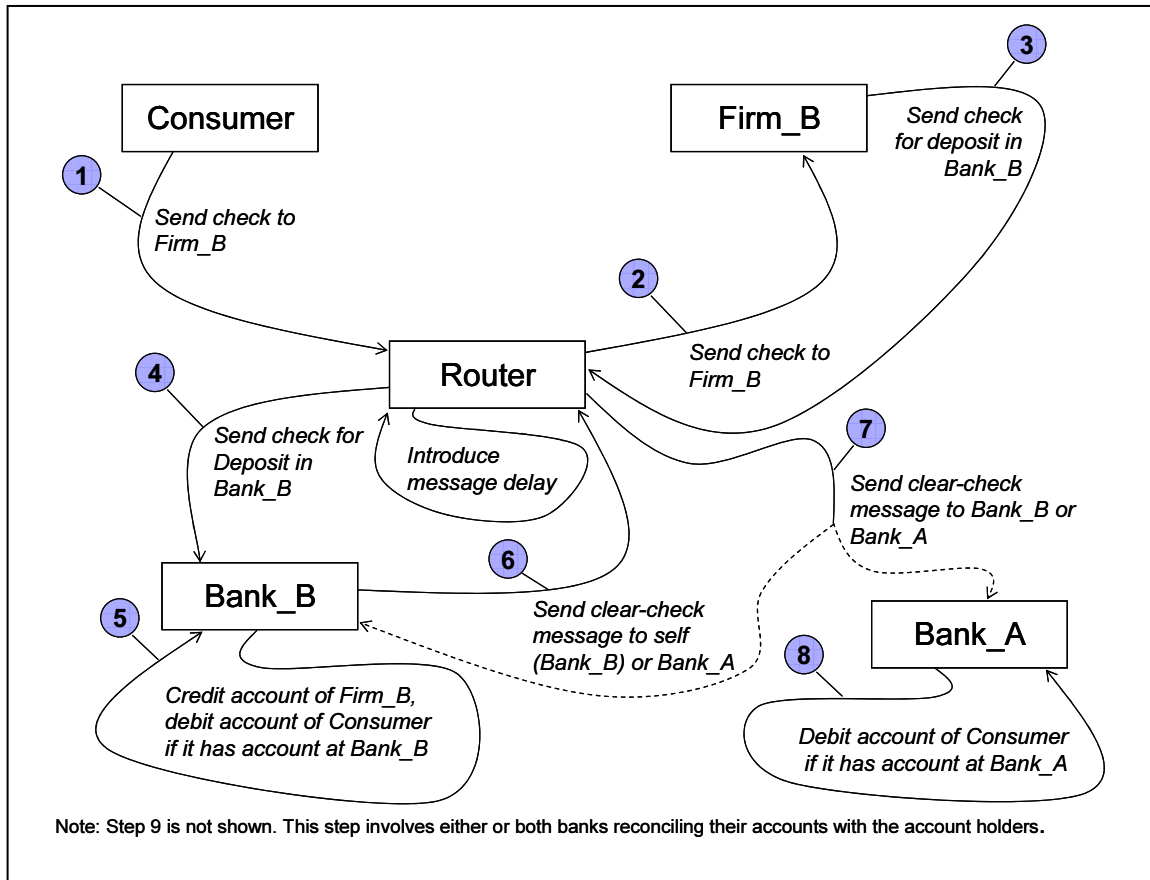 3
Consumer
Firm_B
Send check
for deposit in
Bank_B
1
Send check to
Firm_B
2
Send check to
Firm_B
Router
4
Send check for
Deposit in
Bank_B
Introduce
message delay
7
Send clear-check
message to Bank_B or
Bank_A
6
Bank_B
Send clear-check
message to self
(Bank_B) or Bank_A
Bank_A
5
8
Credit account of Firm_B,
debit account of Consumer
if it has account at Bank_B
Debit account of Consumer
if it has account at Bank_A
Note: Step 9 is not shown. This step involves either or both banks reconciling their accounts with the account holders.